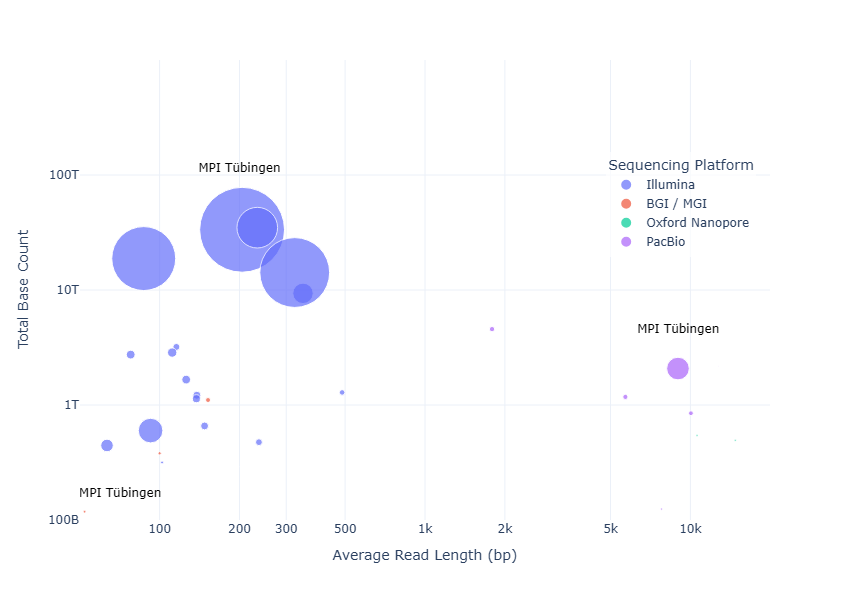 MPI Tübingen
100T
Sequencing Platform
Illumina
BGI / MGI
Oxford Nanopore
PacBio
Total Base Count
10T
MPI Tübingen
1T
MPI Tübingen
100B
100 200 300 500 1k 2k 5k 10k
Average Read Length (bp)